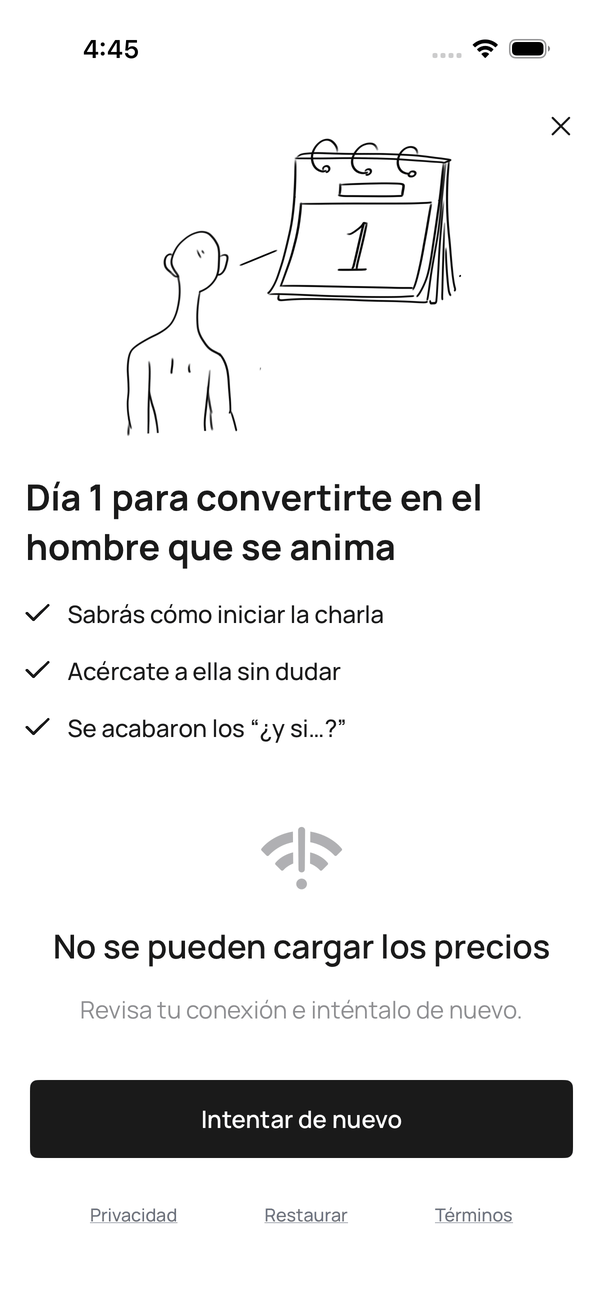 4:45
1
Día 1 para convertirte en el
hombre que se anima
Sabrás cómo iniciar la charla
Acércate a ella sin dudar
Se acabaron los “¿y si…?”
No se pueden cargar los precios
Revisa tu conexión e inténtalo de nuevo.
Intentar de nuevo
Privacidad Restaurar Términos